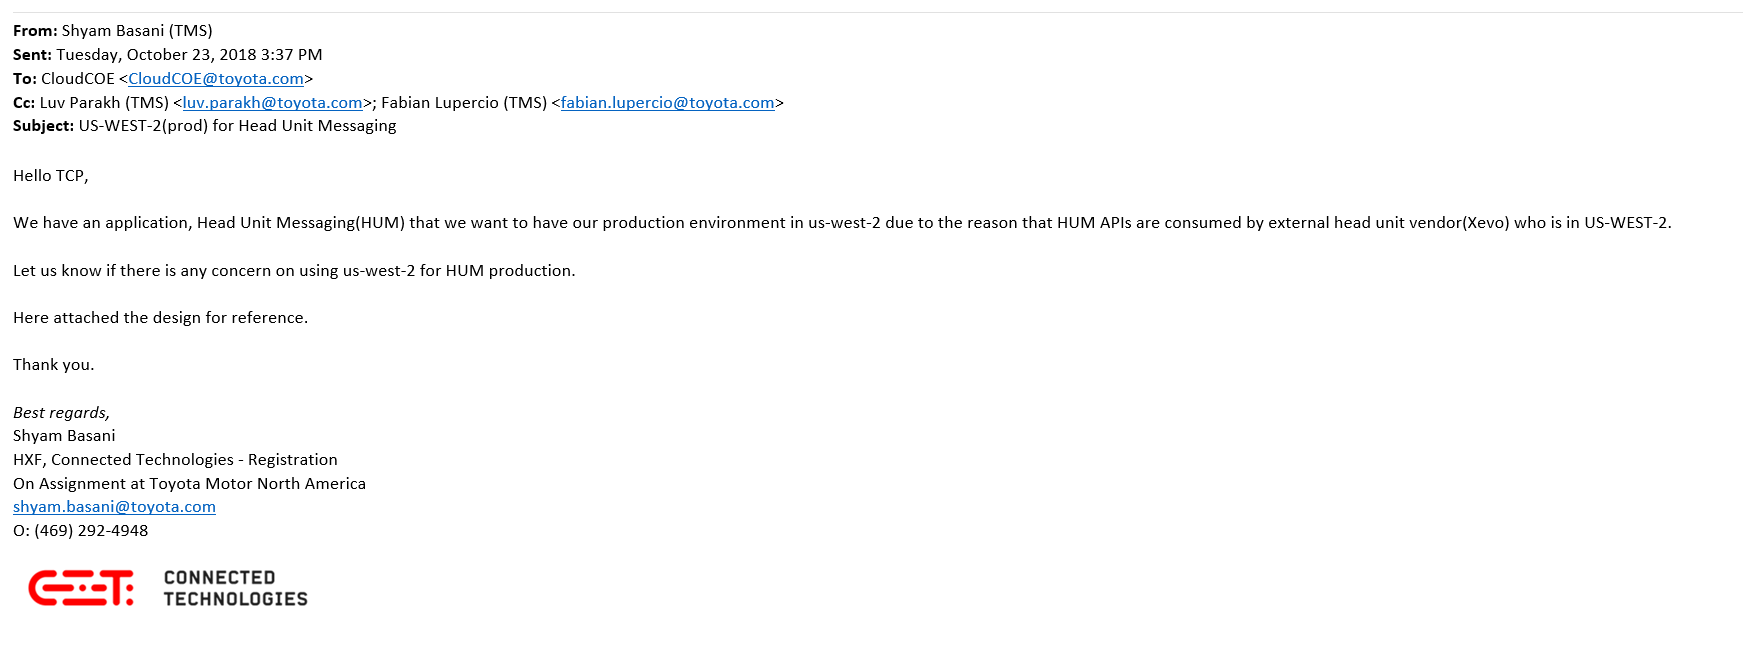 From: Shyam Basani (TMS)
Sent: Tuesday, October 23, 2018 3:37 PM
To: CloudCOE <CloudCOE@toyota.com>
Cc: Luv Parakh (TMS) <luv.parakh@toyota.com>; Fabian Lupercio (TMS) <fabian.lupercio@toyota.com>
Subject: US-WEST-2(prod) for Head Unit Messaging
Hello TCP,
We have an application, Head Unit Messaging(HUM) that we want to have our production environment in us-west-2 due to the reason that HUM APIs are consumed by external head unit vendor(Xevo) who is in US-WEST-2.
Let us know if there is any concern on using us-west-2 for HUM production.
Here attached the design for reference.
Thank you.
Best regards,
Shyam Basani
HXF, Connected Technologies - Registration
On Assignment at Toyota Motor North America
shyam.basani@toyota.com
O: (469) 292-4948
CONNECTED
TECHNOLOGIES